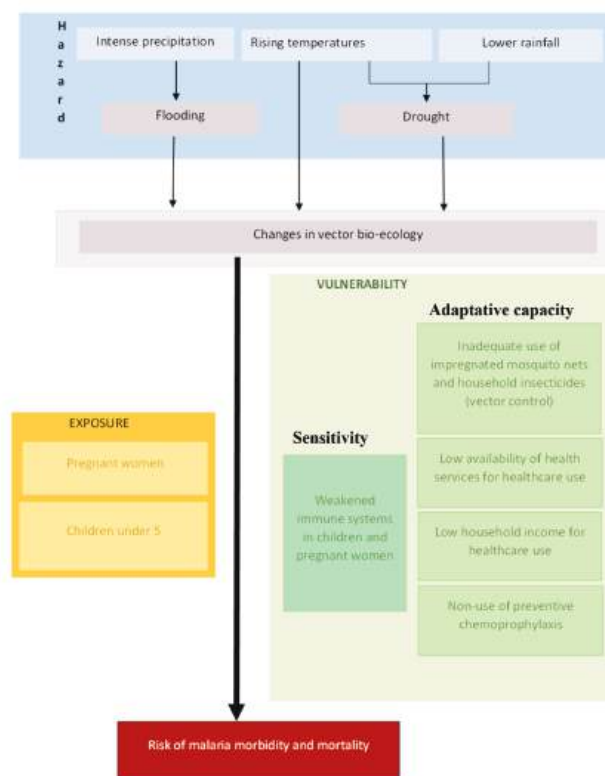 Hazard
Intense precipitation
Rising temperatures
Lower rainfall
Flooding
Drought
Changes in vector bio-ecology
VULNERABILITY
Adaptative capacity
Inadequate use of
impregnated mosquito nets
and household insecticides
(vector control)
EXPOSURE
Pregnant women
Children under 5
Sensitivity
Weakened
immune systems
in children and
pregnant women
Low availability of health
services for healthcare use
Low household income for
healthcare use
Non-use of preventive
chemoprophylaxis
Risk of malaria morbidity and mortality